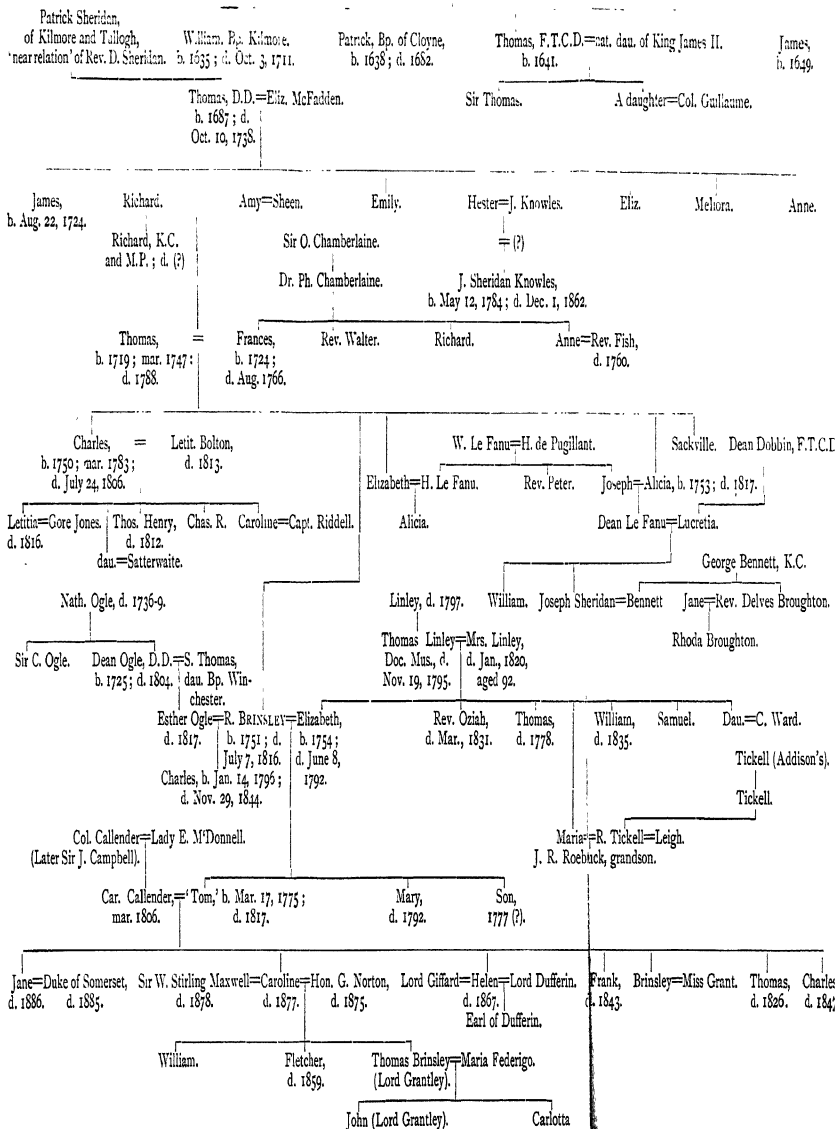 Patrick Sheridan,
of Kilmore and Tullogh,
'near relation' of Rev. D. Sheridan.
William, Bp. Kilmore.
b. 1635; d. Oct. 3, 1711.
Patrick, Bp. of Cloyne,
b. 1638; d. 1682.
Thomas, F.T.C.D.=nat. dau. of King James II.
b. 1641.
James,
b. 1649.
Thomas, D.D.=Eliz. McFadden.
b. 1687; d.
Oct. 10, 1738.
Sir Thomas.
A daughter=Col. Guillaume.
James,
b. Aug. 22, 1724.
Richard.
Amy=Sheen.
Emily.
Hester=J. Knowles.
Eliz.
Meliora.
Anne.
Richard, K.C.
and M.P.; d. (?)
Sir O. Chamberlaine.
= (?)
Dr. Ph. Chamberlaine.
J. Sheridan Knowles,
b. May 12, 1784; d. Dec. 1, 1862.
Thomas, = Frances,
b. 1719; mar. 1747: b. 1724;
d. 1788. d. Aug. 1766.
Rev. Walter.
Richard.
Anne=Rev. Fish,
d. 1760.
Charles, = Letit. Bolton,
b. 1750; mar. 1783; d. 1813.
d. July 24, 1806.
W. Le Fanu=H. de Pugillant.
Sackville.
Dean Dobbin, F.T.C.D
Elizabeth=H. Le Fanu.
Rev. Peter.
Joseph=Alicia, b. 1753; d. 1817.
Letitia=Gore Jones.
d. 1816.
Thos. Henry,
d. 1812.
Chas. R.
Caroline=Capt. Riddell.
Alicia.
Dean Le Fanu=Lucretia.
dau.=Satterwaite.
George Bennett, K.C.
Nath. Ogle, d. 1736-9.
Linley, d. 1797.
William.
Joseph Sheridan=Bennett
Jane=Rev. Delves Broughton.
Sir C. Ogle.
Dean Ogle, D.D.=S. Thomas,
b. 1725; d. 1804. dau. Bp. Win-
chester.
Thomas Linley=Mrs. Linley,
Doc. Mus., d. d. Jan., 1820,
Nov. 19, 1795. aged 92.
Rhoda Broughton.
Esther Ogle=R. BRINSLEY=Elizabeth,
d. 1817. b. 1751; d. b. 1754;
July 7, 1816. d. June 8,
Charles, b. Jan. 14, 1796; 1792.
d. Nov. 29, 1844.
Rev. Oziah,
d. Mar., 1831.
Thomas,
d. 1778.
William,
d. 1835.
Samuel.
Dau.=C. Ward.
Tickell (Addison's).
Tickell.
Col. Callender=Lady E. M'Donnell.
(Later Sir J. Campbell).
Maria=R. Tickell=Leigh.
J. R. Roebuck, grandson.
Car. Callender,='Tom,' b. Mar. 17, 1775;
mar. 1806. d. 1817.
Mary,
d. 1792.
Son,
1777 (?).
Jane=Duke of Somerset,
d. 1886. d. 1885.
Sir W. Stirling Maxwell=Caroline=Hon. G. Norton,
d. 1878. d. 1877. d. 1875.
Lord Giffard=Helen=Lord Dufferin.
d. 1867.
Earl of Dufferin.
Frank,
d. 1843.
Brinsley=Miss Grant.
Thomas,
d. 1826.
Charles
William.
Fletcher,
d. 1859.
Thomas Brinsley=Maria Federigo.
(Lord Grantley).
John (Lord Grantley).
Carlotta